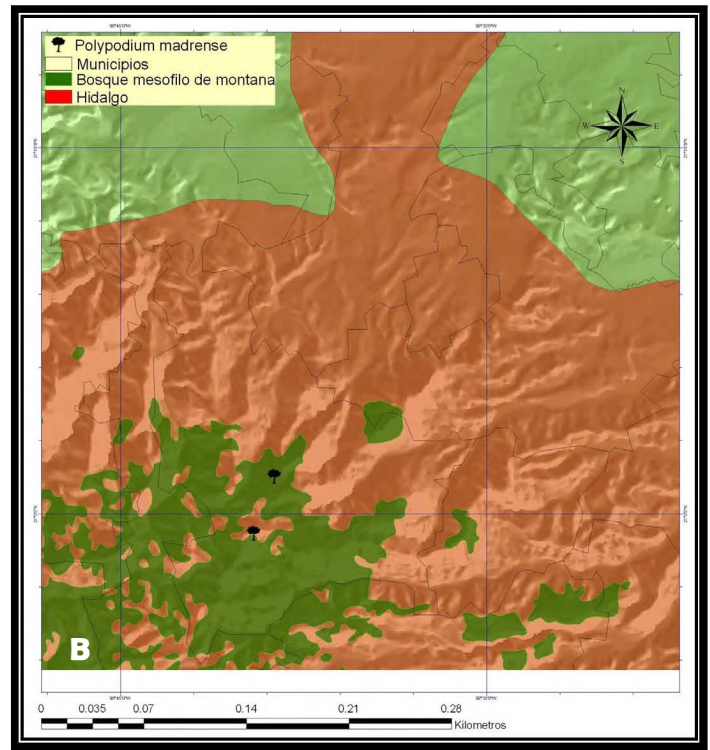 Polypodium madrense
Municipios
Bosque mesofilo de montana
Hidalgo
N
W E
S
B
0 0.035 0.07 0.14 0.21 0.28
Kilometros